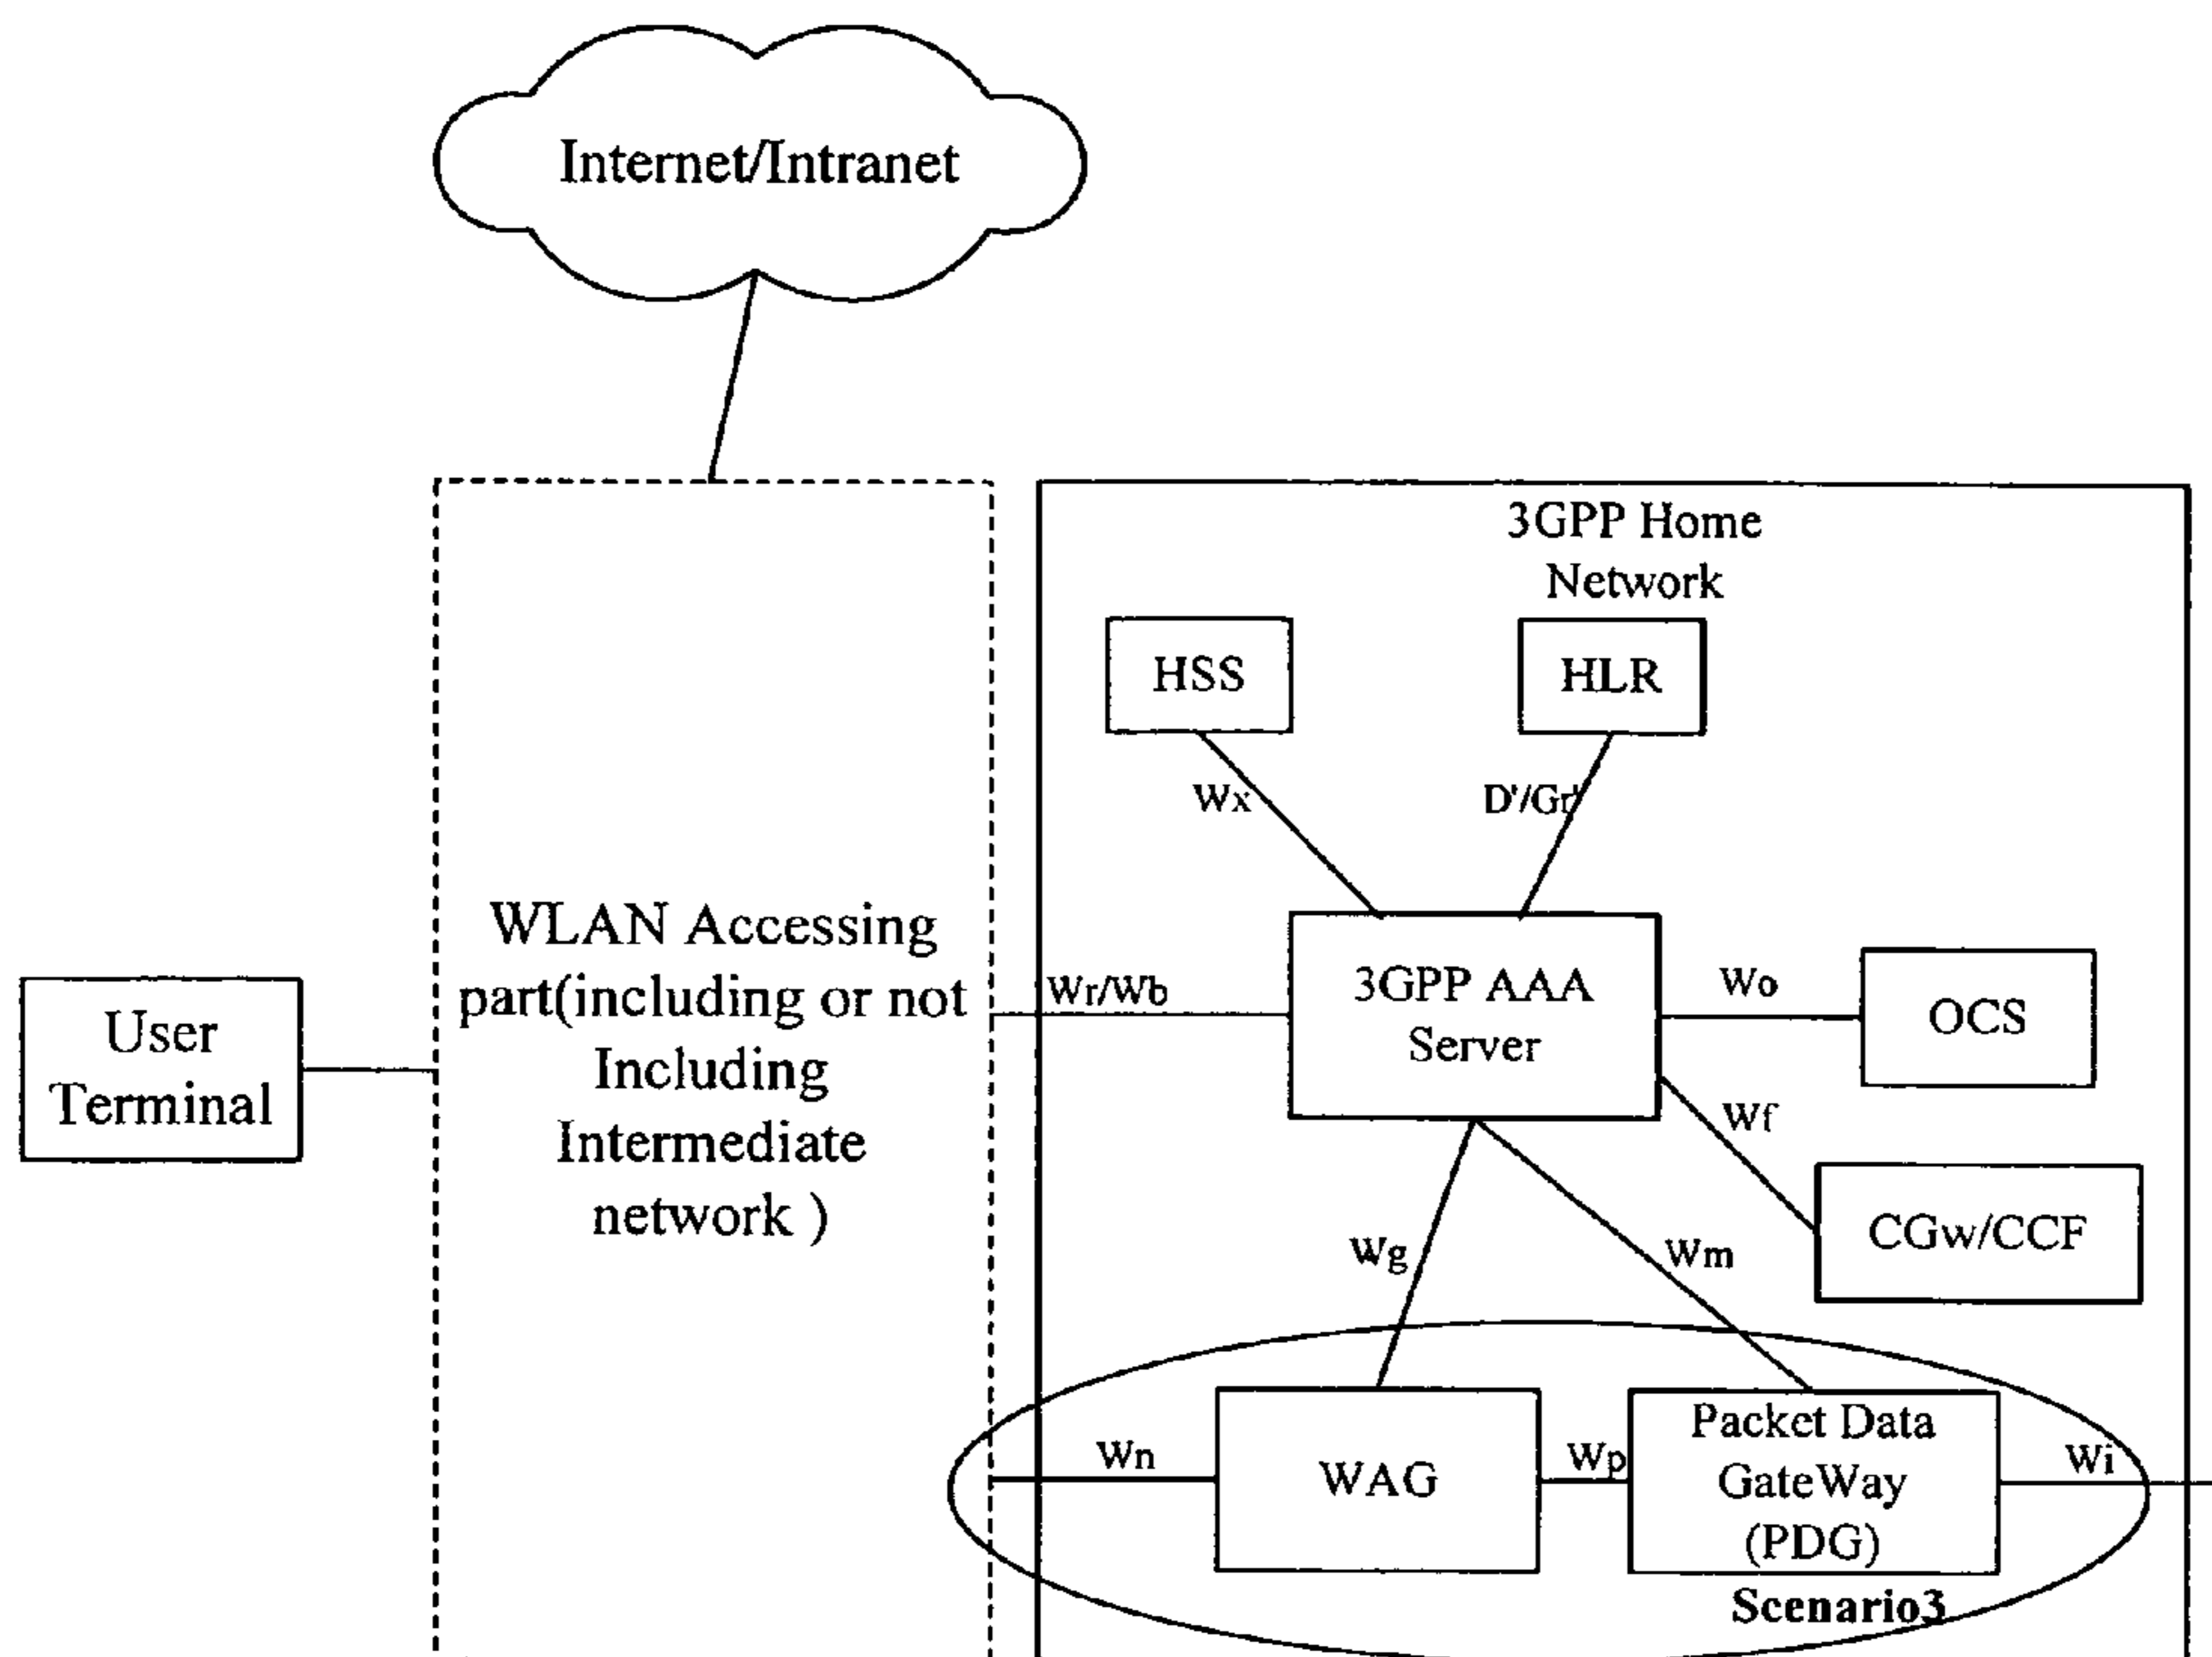 Internet/Intranet
3GPP Home
Network
HSS
HLR
Wx
D'/Gr'
WLAN Accessing
part(including or not
Including
Intermediate
network )
User
Terminal
Wr/Wb
3GPP AAA
Server
Wo
OCS
Wf
CGw/CCF
Wg
Wm
Wn
WAG
Wp
Packet Data
GateWay
(PDG)
Wi
Scenario3